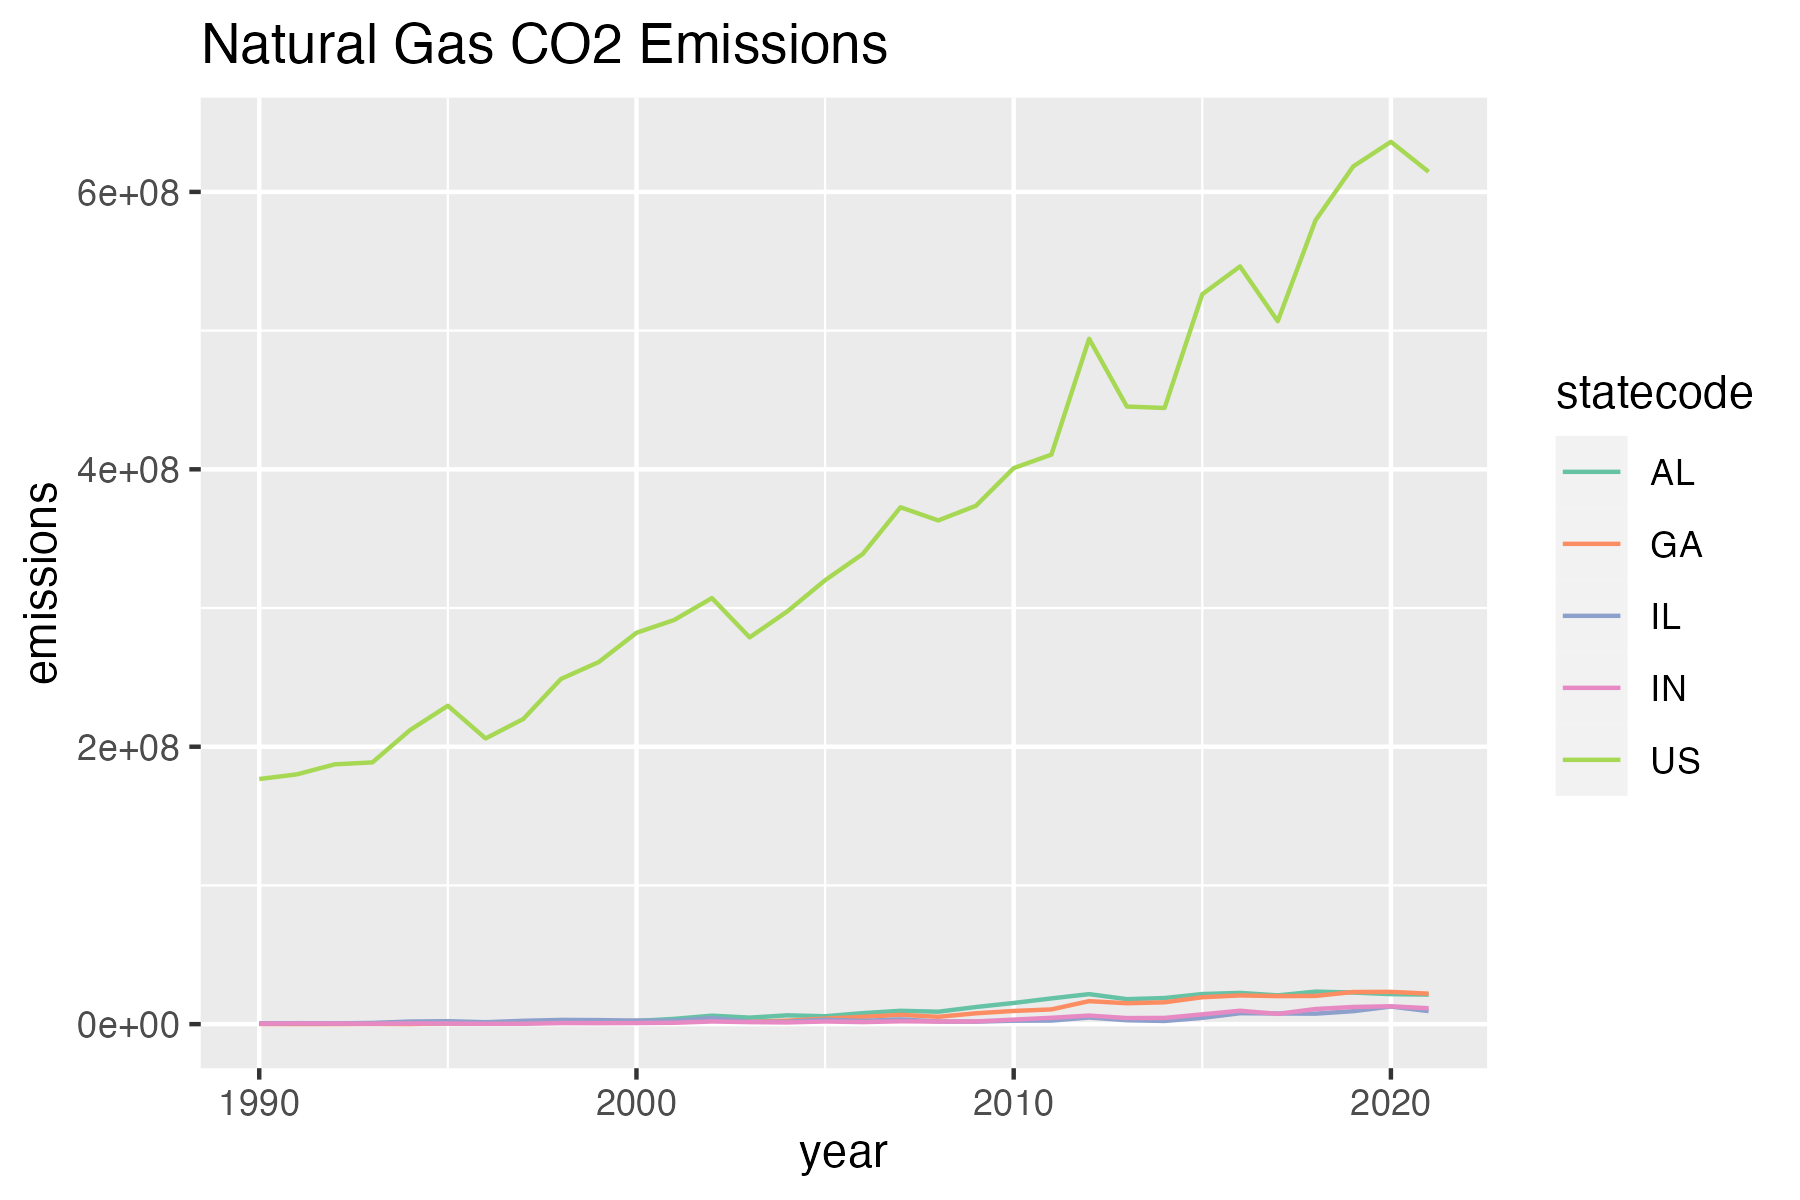 Natural Gas CO2 Emissions
6e+08
4e+08
2e+08
0e+00
emissions
1990 2000 2010 2020
year
statecode
AL
GA
IL
IN
US